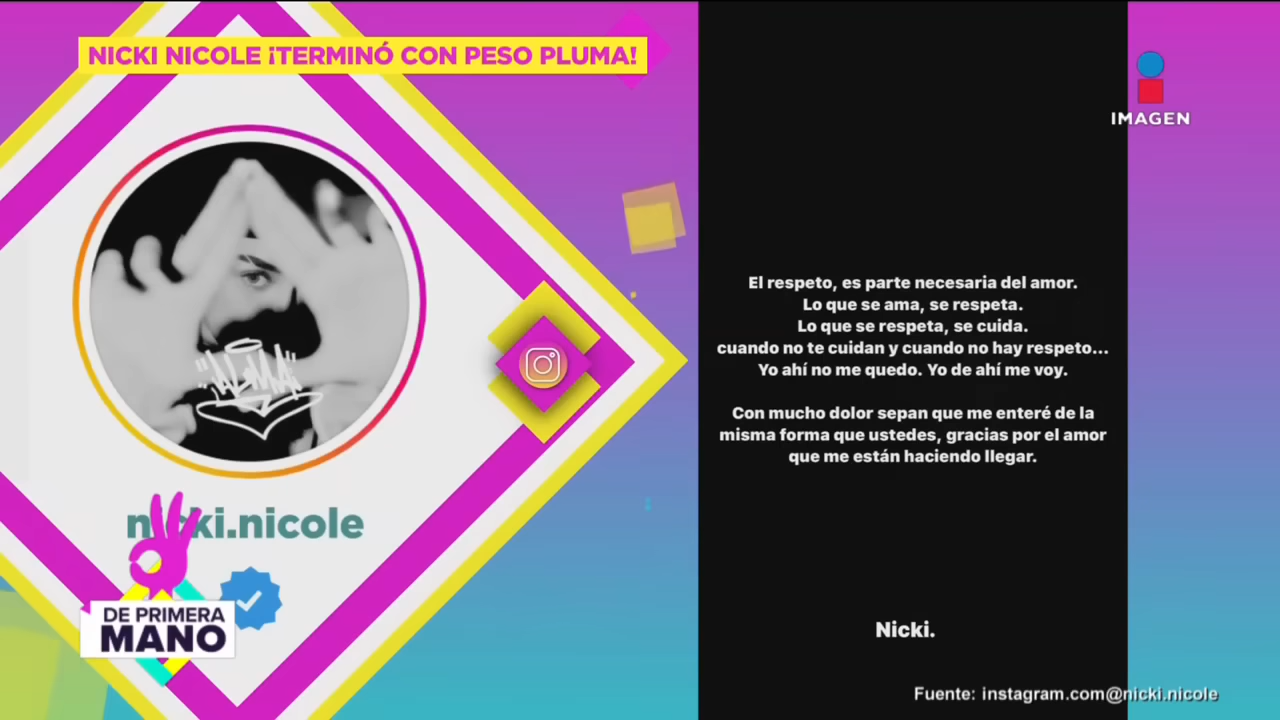 NICKI NICOLE ¡TERMINÓ CON PESO PLUMA!
IMAGEN
"ALMA"
nicki.nicole
DE PRIMERA
MANO
El respeto, es parte necesaria del amor.
Lo que se ama, se respeta.
Lo que se respeta, se cuida.
cuando no te cuidan y cuando no hay respeto...
Yo ahí no me quedo. Yo de ahí me voy.
Con mucho dolor sepan que me enteré de la
misma forma que ustedes, gracias por el amor
que me están haciendo llegar.
Nicki.
Fuente: instagram.com@nicki.nicole